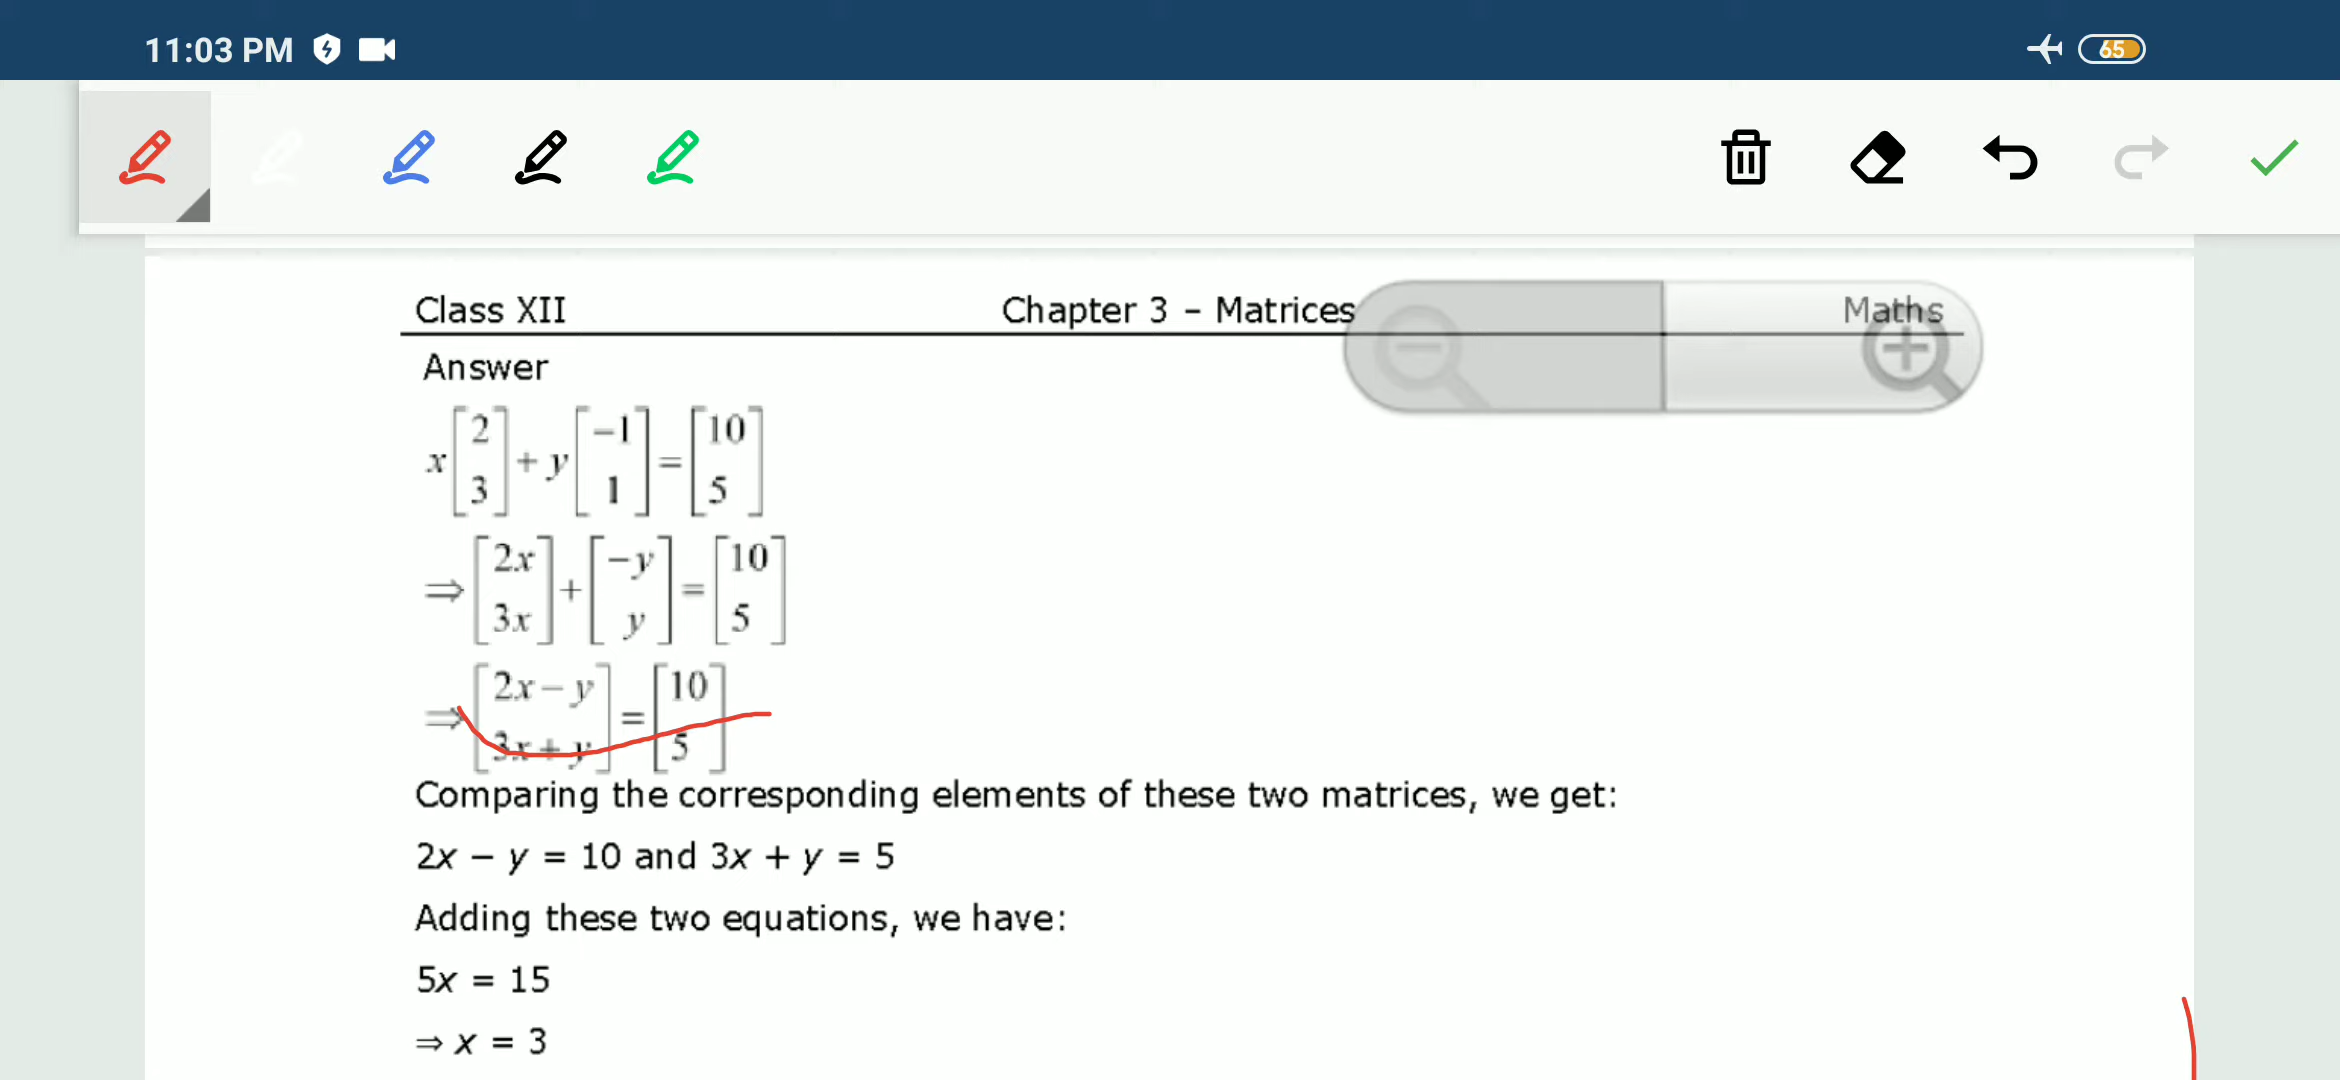 11:03 PM
65
Class XII Chapter 3 – Matrices Maths
Answer
x[2 3] + y[−1 1] = [10 5]
⇒ [2x 3x] + [−y y] = [10 5]
⇒ [2x − y 3x + y] = [10 5]
Comparing the corresponding elements of these two matrices, we get:
2x − y = 10 and 3x + y = 5
Adding these two equations, we have:
5x = 15
⇒ x = 3